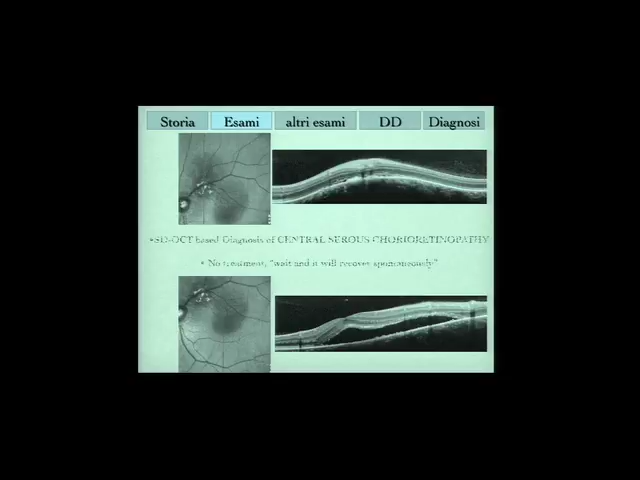 Storia Esami altri esami DD Diagnosi
•SD-OCT based Diagnosis of CENTRAL SEROUS CHORIORETINOPATHY
• No treatment, "wait and it will recover spontaneously"